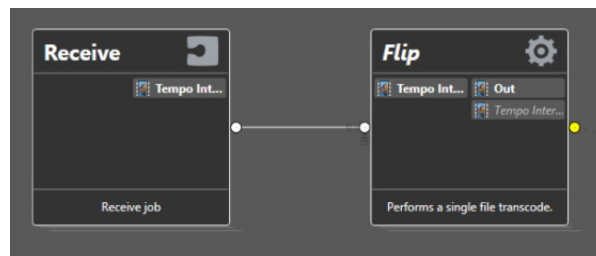 Receive
Tempo Int...
Receive job
Flip
Tempo Int...
Out
Tempo Inter...
Performs a single file transcode.